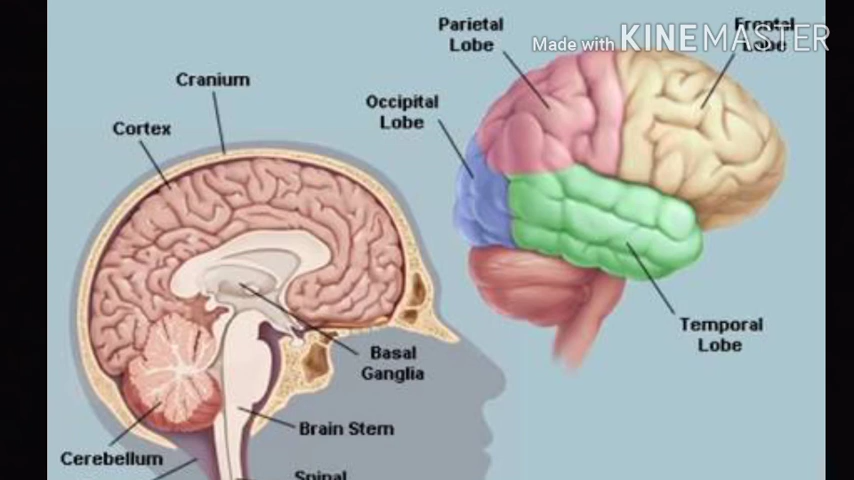 Parietal
Lobe
Frontal
Lobe
Made with KINEMASTER
Cranium
Occipital
Lobe
Cortex
Temporal
Lobe
Basal
Ganglia
Brain Stem
Cerebellum
Spinal